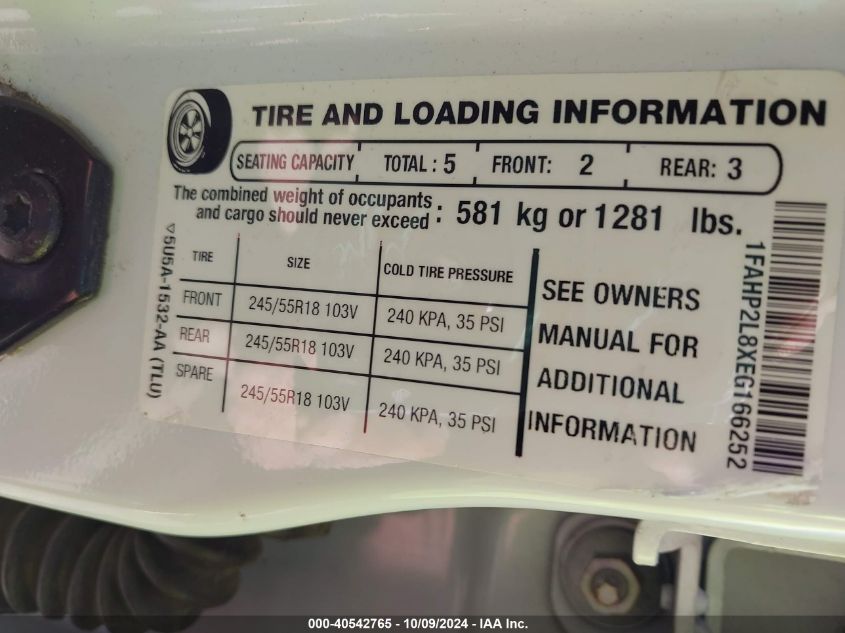 TIRE AND LOADING INFORMATION
SEATING CAPACITY TOTAL : 5 FRONT: 2 REAR: 3
The combined weight of occupants
and cargo should never exceed : 581 kg or 1281 lbs.
TIRE SIZE COLD TIRE PRESSURE
FRONT 245/55R18 103V 240 KPA, 35 PSI
REAR 245/55R18 103V 240 KPA, 35 PSI
SPARE 245/55R18 103V 240 KPA, 35 PSI
SEE OWNERS
MANUAL FOR
ADDITIONAL
INFORMATION
5U5A-1532-AA (TLU)
1FAHP2L8XEG166252
000-40542765 - 10/09/2024 - IAA Inc.